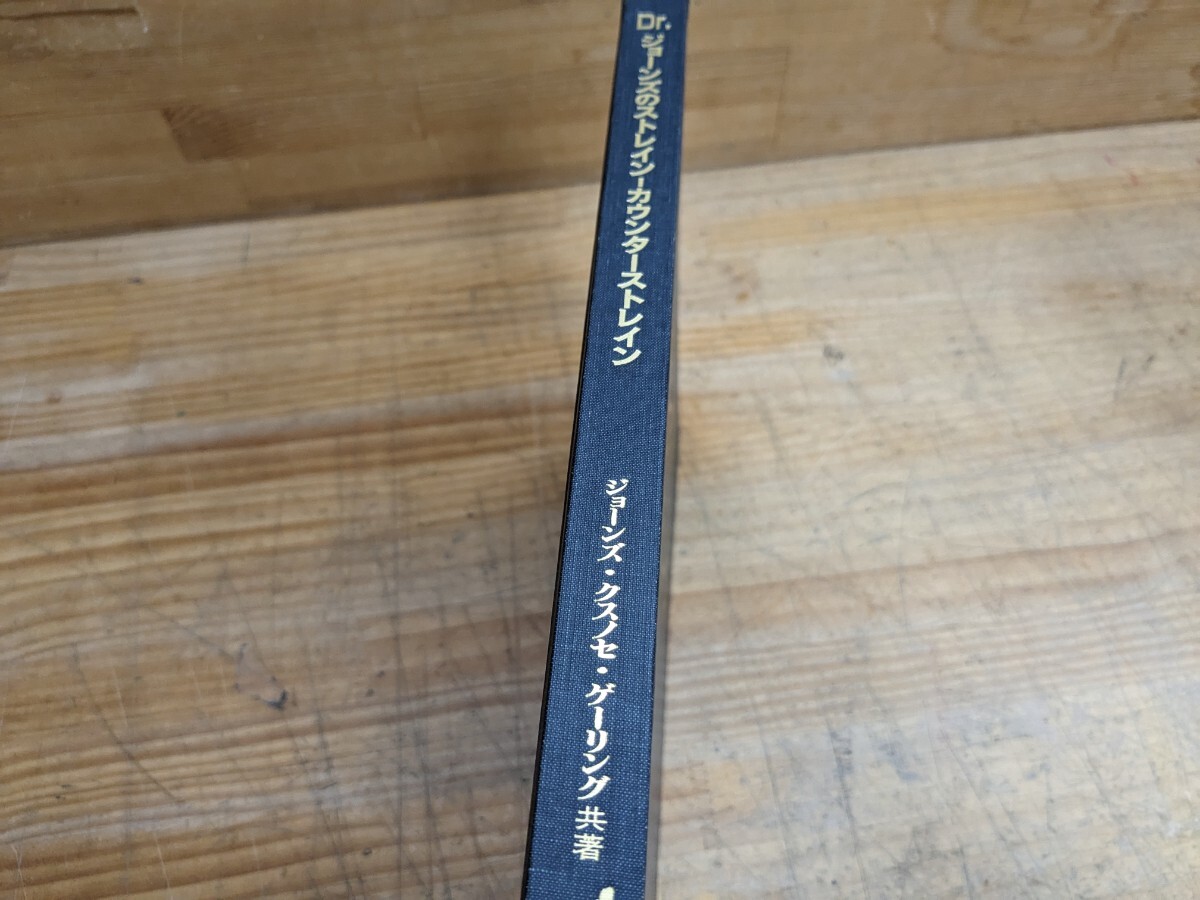 Dr.ジョーンズのストレイン-カウンターストレイン
ジョーンズ・クスノセ・ゲーリング 共著